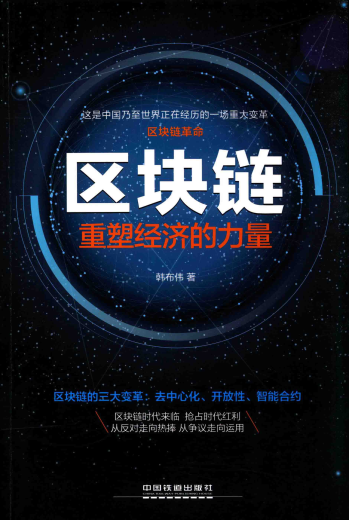 这是中国乃至世界正在经历的一场重大变革
区块链革命
区块链
重塑经济的力量
韩布伟 著
区块链的三大变革：去中心化、开放性、智能合约
区块链时代来临 抢占时代红利
从反对走向热捧 从争议走向运用
中国铁道出版社